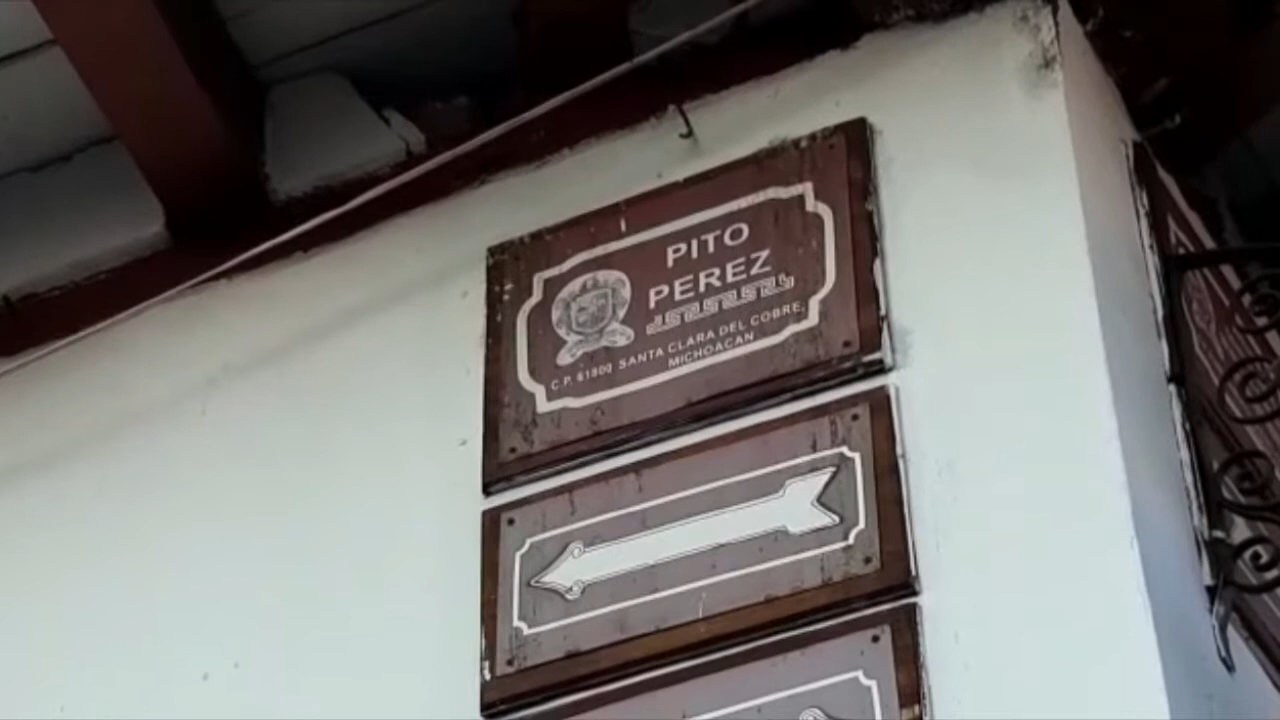 PITO
PEREZ
C.P. 61800 SANTA CLARA DEL COBRE,
MICHOACAN